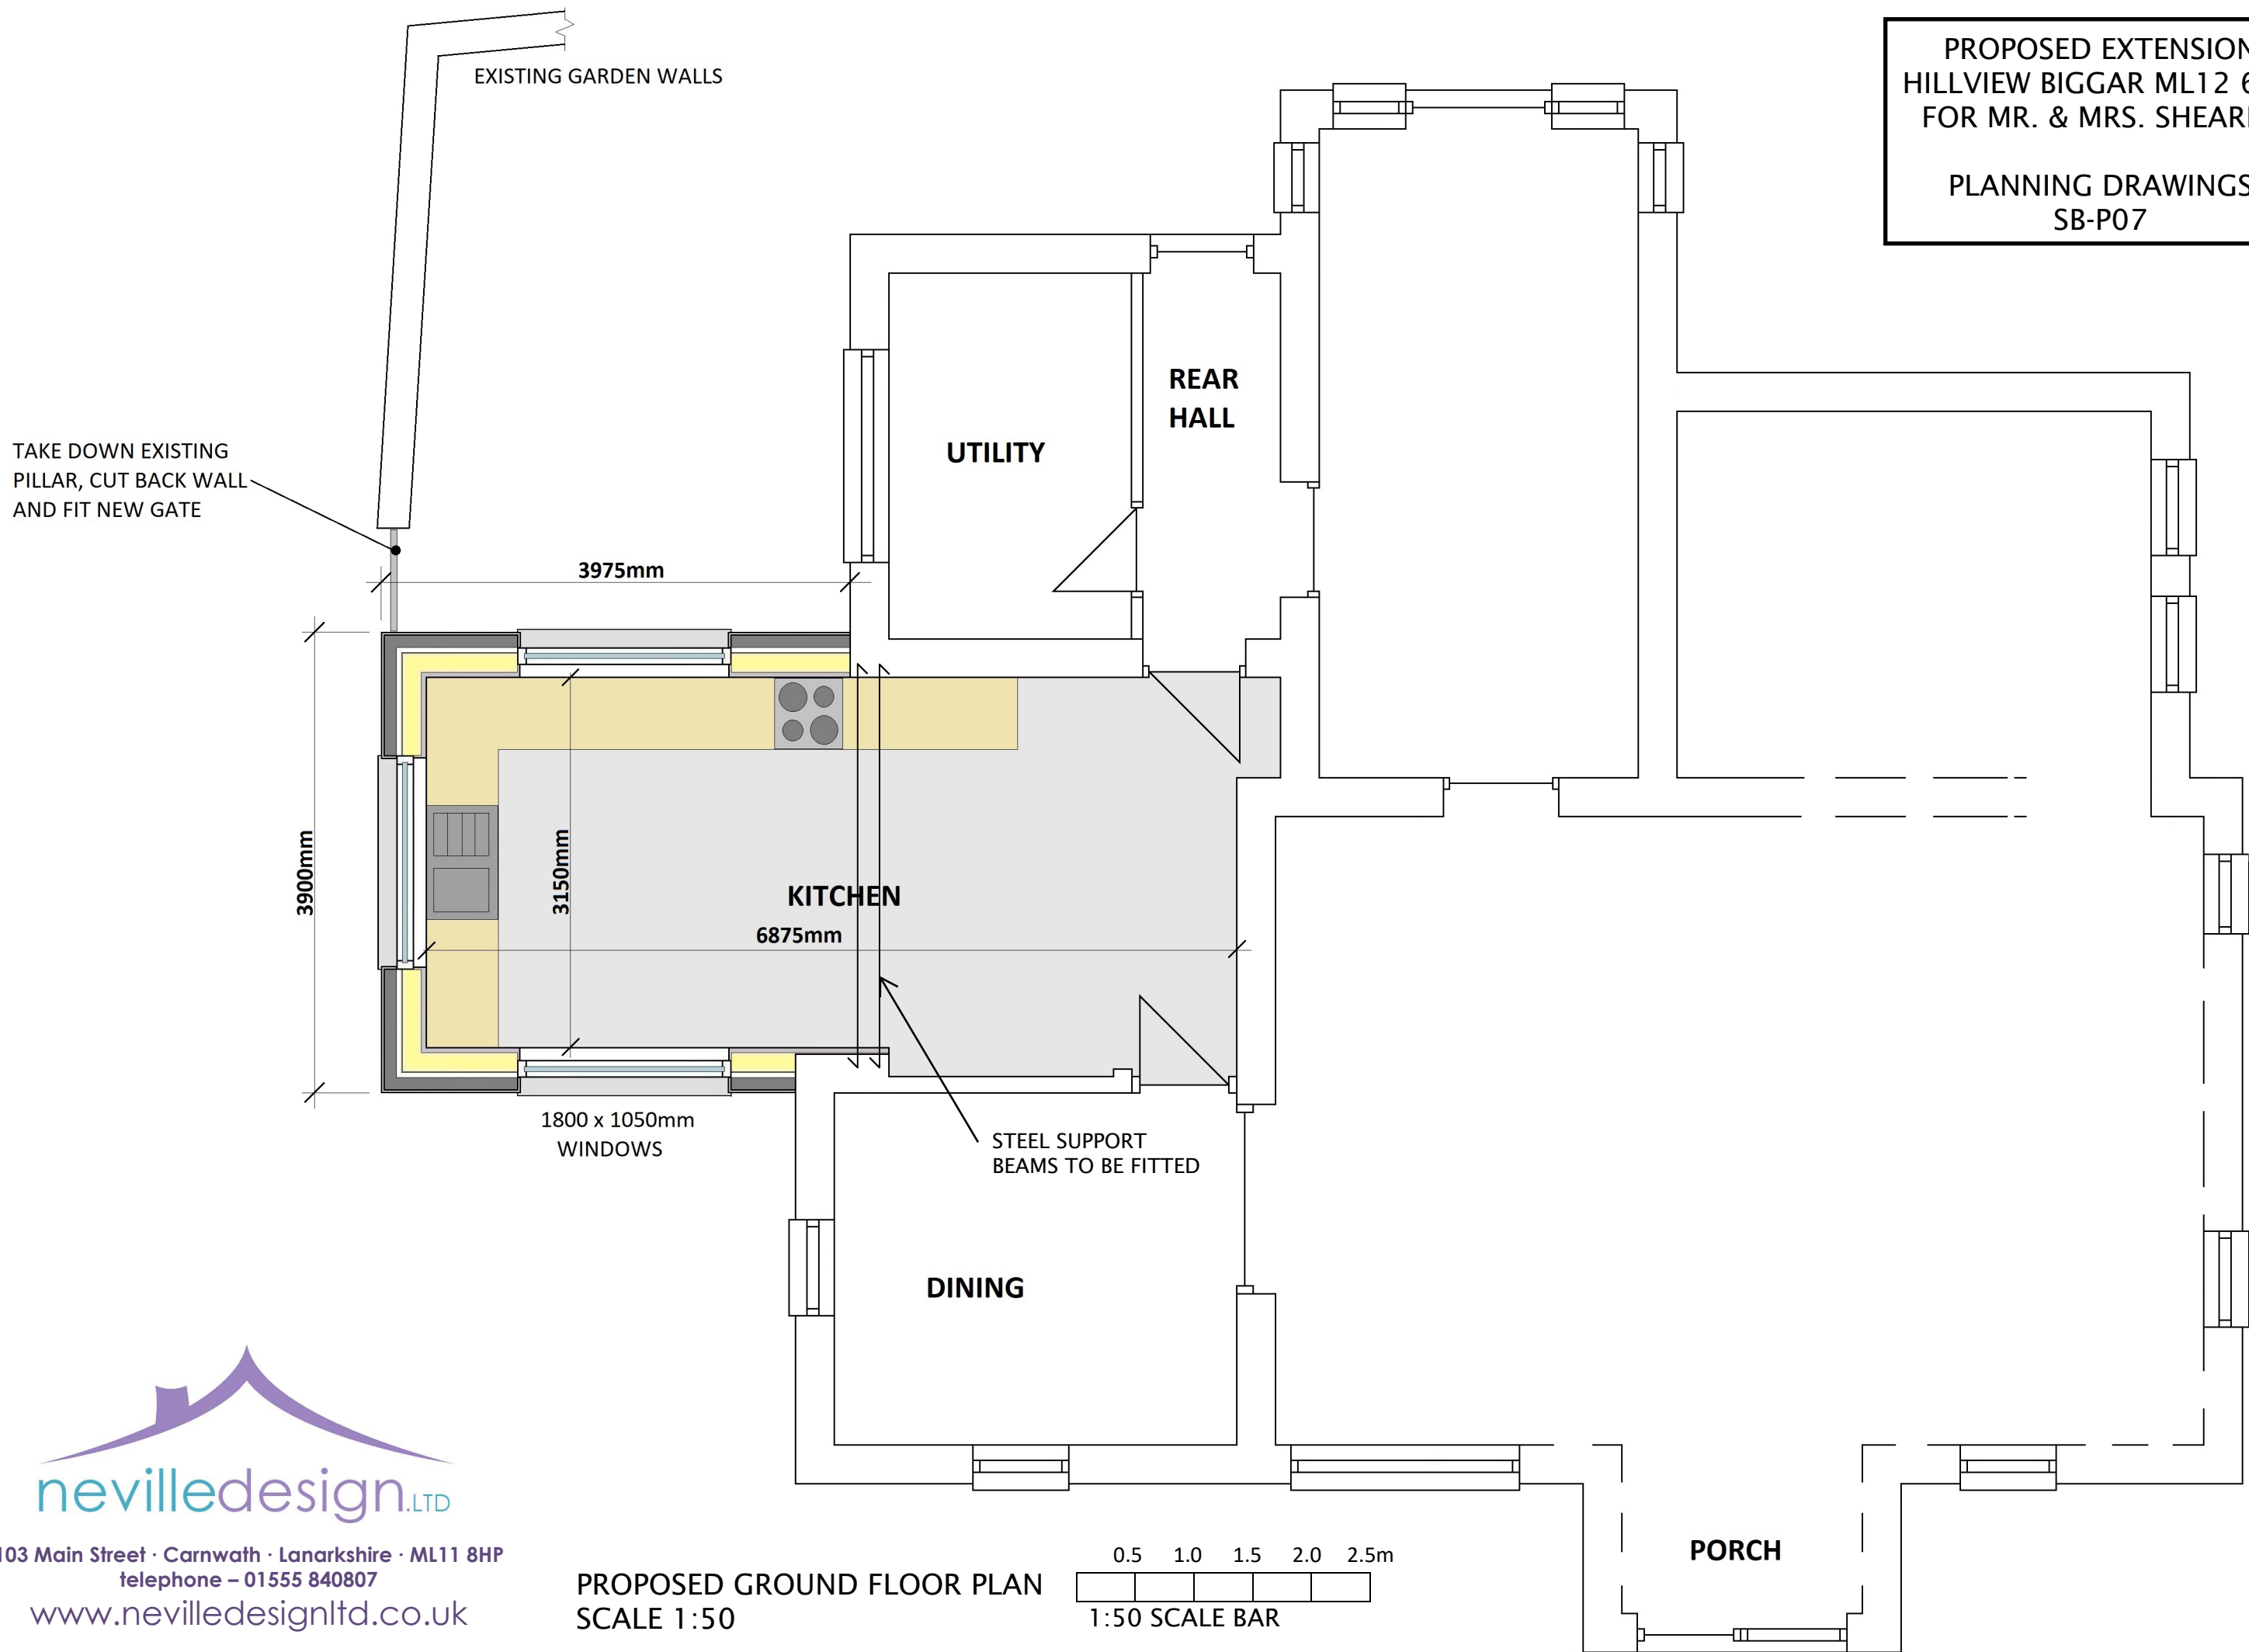 EXISTING GARDEN WALLS
PROPOSED EXTENSION
HILLVIEW BIGGAR ML12
FOR MR. & MRS.
PLANNING DRAWINGS
SB-P07
TAKE DOWN EXISTING
PILLAR, CUT BACK WALL
AND FIT NEW GATE
REAR
HALL
UTILITY
3975mm
3900mm
3150mm
KITCHEN
6875mm
1800 x 1050mm
WINDOWS
STEEL SUPPORT
BEAMS TO BE FITTED
DINING
PORCH
nevilledesign.LTD
103 Main Street · Carnwath · Lanarkshire · ML11 8HP
telephone – 01555 840807
www.nevilledesignltd.co.uk
PROPOSED GROUND FLOOR PLAN
SCALE 1:50
0.5 1.0 1.5 2.0 2.5m
1:50 SCALE BAR